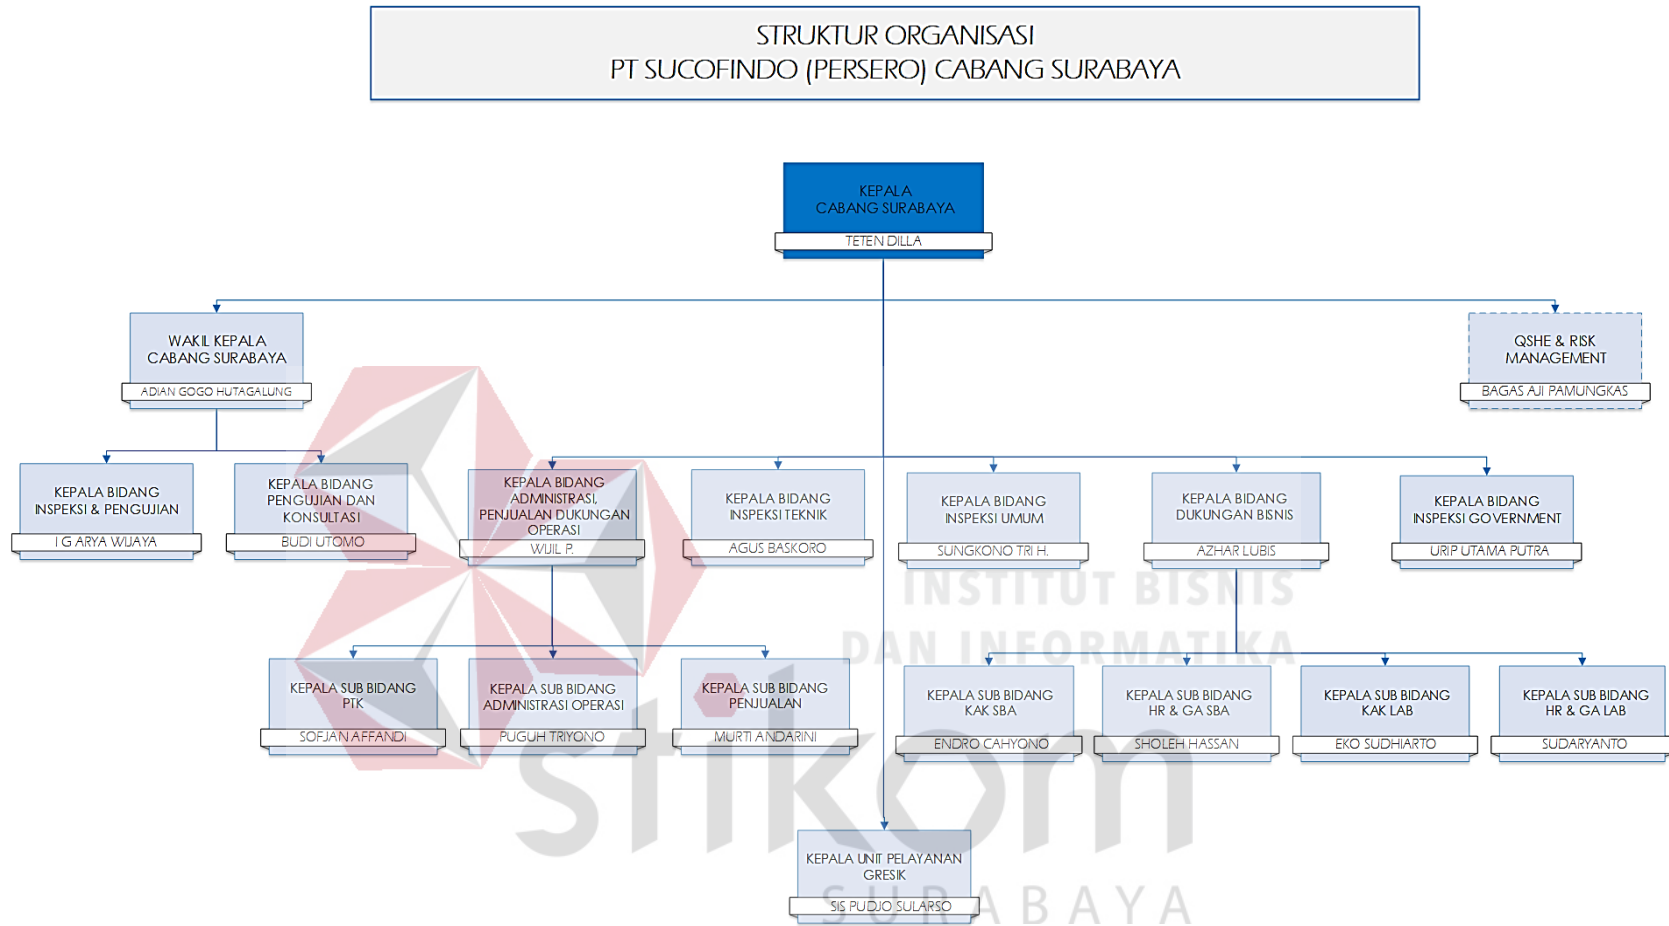 STRUKTUR ORGANISASI
PT SUCOFINDO (PERSERO) CABANG SURABAYA
KEPALA
CABANG SURABAYA
TETEN DILLA
WAKIL KEPALA
CABANG SURABAYA
ADIAN GOGO HUTAGALUNG
QSHE & RISK
MANAGEMENT
BAGAS AJI PAMUNGKAS
KEPALA BIDANG
INSPEKSI & PENGUJIAN
I G ARYA WIJAYA
KEPALA BIDANG
PENGUJIAN DAN
KONSULTASI
BUDI UTOMO
KEPALA BIDANG
ADMINISTRASI,
PENJUALAN DUKUNGAN
OPERASI
WIJIL P.
KEPALA BIDANG
INSPEKSI TEKNIK
AGUS BASKORO
KEPALA BIDANG
INSPEKSI UMUM
SUNGKONO TRI H.
KEPALA BIDANG
DUKUNGAN BISNIS
AZHAR LUBIS
KEPALA BIDANG
INSPEKSI GOVERNMENT
URIP UTAMA PUTRA
INSTITUT BISNIS
DAN INFORMATIKA
KEPALA SUB BIDANG
PTK
SOFJAN AFFANDI
KEPALA SUB BIDANG
ADMINISTRASI OPERASI
PUGUH TRIYONO
KEPALA SUB BIDANG
PENJUALAN
MURTI ANDARINI
KEPALA SUB BIDANG
KAK SBA
ENDRO CAHYONO
KEPALA SUB BIDANG
HR & GA SBA
SHOLEH HASSAN
KEPALA SUB BIDANG
KAK LAB
EKO SUDHIARTO
KEPALA SUB BIDANG
HR & GA LAB
SUDARYANTO
stikom
KEPALA UNIT PELAYANAN
GRESIK
SIS PUDJO SULARSO
SURABAYA